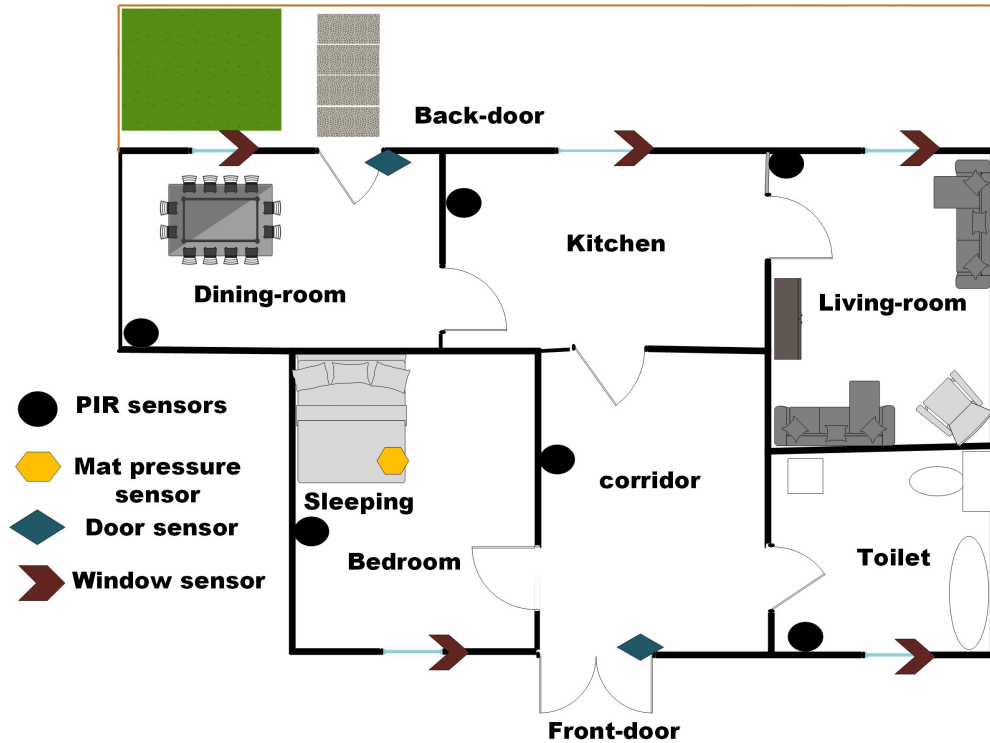 Back-door
Kitchen
Dining-room
Living-room
PIR sensors
Mat pressure
sensor
Door sensor
Window sensor
Sleeping
Bedroom
corridor
Toilet
Front-door